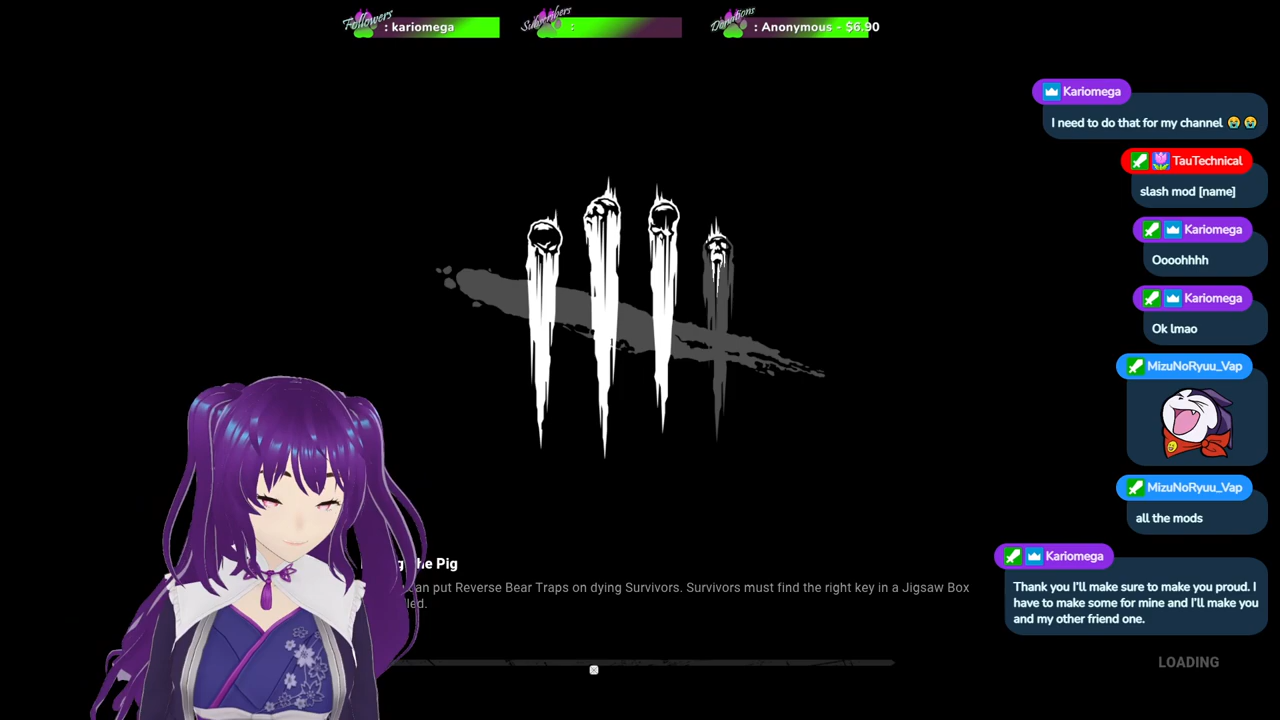 Followers : kariomega
Subscribers :
Donations : Anonymous - $6.90
Kariomega
I need to do that for my channel 😭 😭
TauTechnical
slash mod [name]
Kariomega
Ooohhhh
Kariomega
Ok lmao
MizuNoRyuu_Vap
MizuNoRyuu_Vap
all the mods
Kariomega
Thank you I'll make sure to make you proud. I
have to make some for mine and I'll make you
and my other friend one.
he Pig
an put Reverse Bear Traps on dying Survivors. Survivors must find the right key in a Jigsaw Box
led.
LOADING